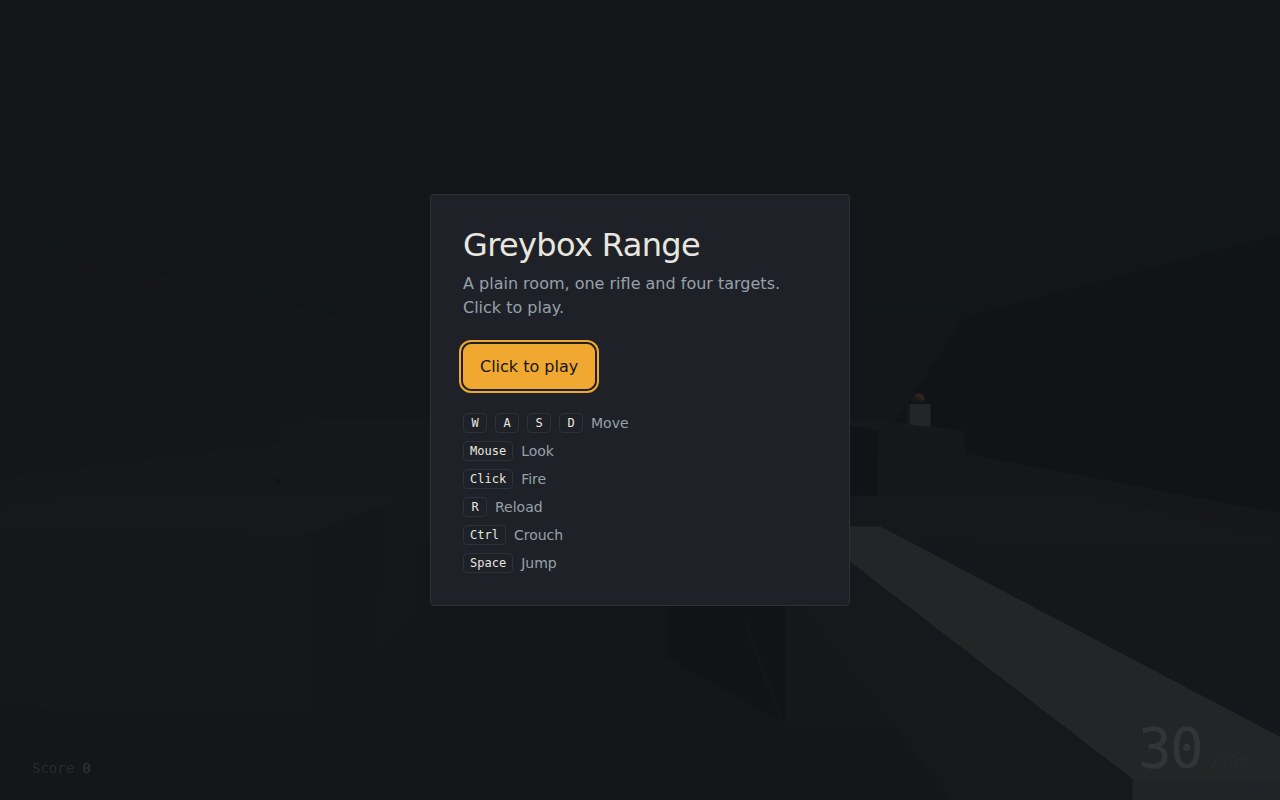 Greybox Range
A plain room, one rifle and four targets.
Click to play.
Click to play
W A S D Move
Mouse Look
Click Fire
R Reload
Ctrl Crouch
Space Jump
Score 0
30 / 90